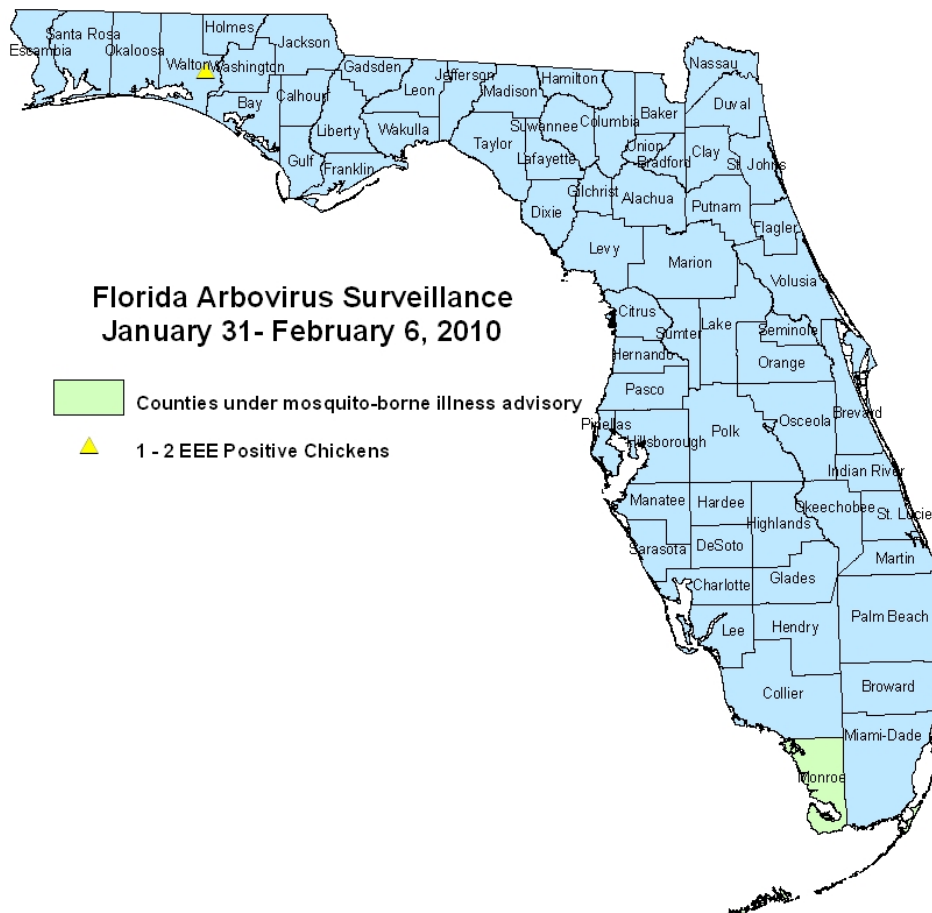 Holmes
Santa Rosa
Jackson
Escambia
Okaloosa
Walton
Washington
Gadsden
Jefferson
Hamilton
Nassau
Leon
Madison
Bay
Calhoun
Duval
Baker
Suwannee
Columbia
Liberty
Wakulla
Taylor
Union
Clay
Gulf
Franklin
Lafayette
Bradford
St. Johns
Gilchrist
Alachua
Putnam
Dixie
Flagler
Levy
Marion
Volusia
Florida Arbovirus Surveillance
January 31- February 6, 2010
Citrus
Sumter
Lake
Seminole
Hernando
Orange
Pasco
Counties under mosquito-borne illness advisory
Osceola
Brevard
Pinellas
Hillsborough
Polk
1 - 2 EEE Positive Chickens
Indian River
Manatee
Hardee
Highlands
Okeechobee
St. Lucie
Sarasota
DeSoto
Martin
Charlotte
Glades
Palm Beach
Lee
Hendry
Collier
Broward
Miami-Dade
Monroe